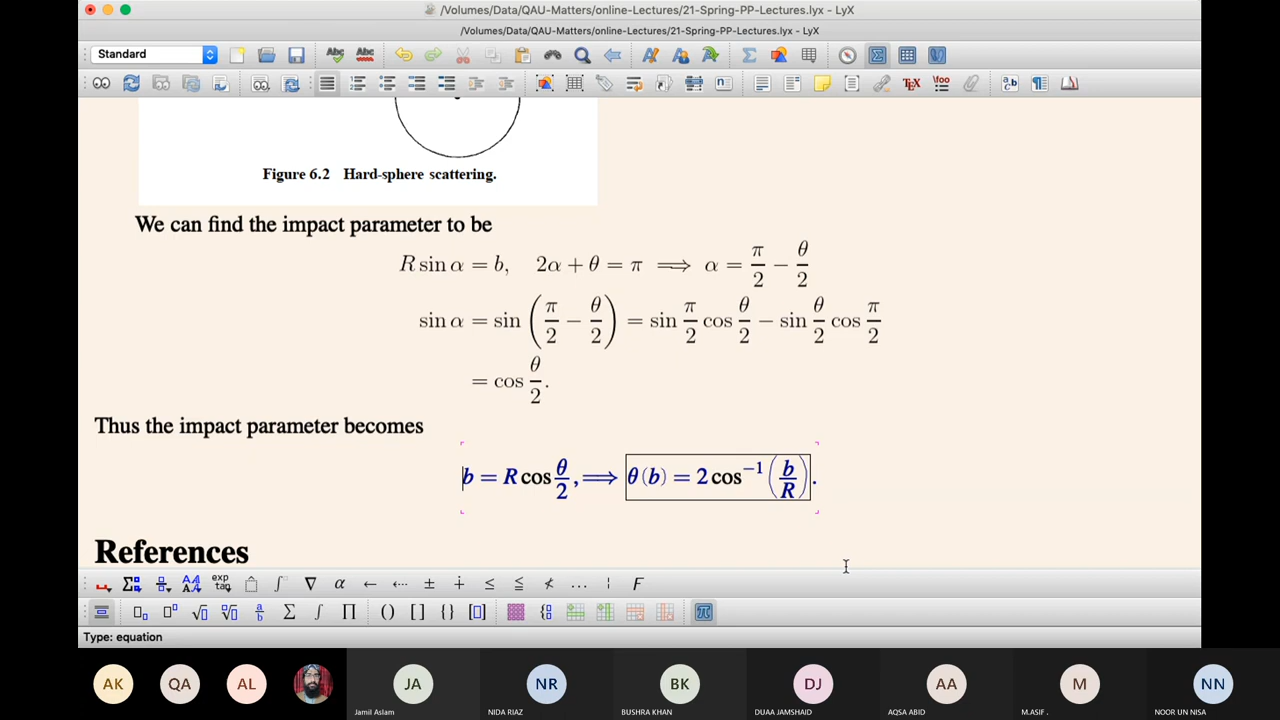 /Volumes/Data/QAU-Matters/online-Lectures/21-Spring-PP-Lectures.lyx - LyX
/Volumes/Data/QAU-Matters/online-Lectures/21-Spring-PP-Lectures.lyx - LyX
Standard
Figure 6.2 Hard-sphere scattering.
We can find the impact parameter to be
R sin α = b, 2α + θ = π ⟹ α = π/2 − θ/2
sin α = sin (π/2 − θ/2) = sin π/2 cos θ/2 − sin θ/2 cos π/2
= cos θ/2.
Thus the impact parameter becomes
b = R cos θ/2, ⟹ θ(b) = 2 cos⁻¹ (b/R).
References
Type: equation
AK QA AL JA NR BK DJ AA M NN
Jamil Aslam NIDA RIAZ BUSHRA KHAN DUAA JAMSHAID AQSA ABID M.ASIF . NOOR UN NISA